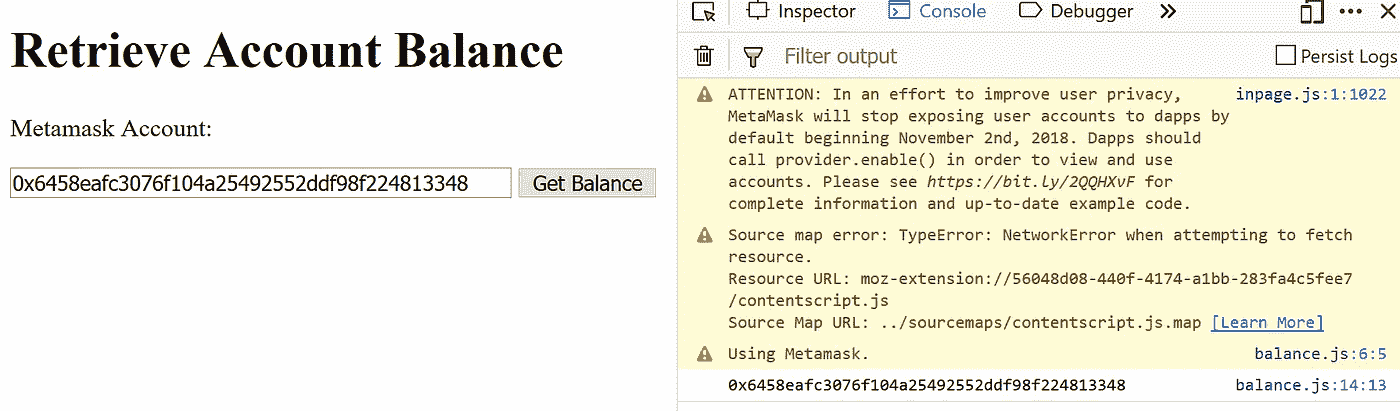 Retrieve Account Balance
Metamask Account:
0x6458eafc3076f104a25492552ddf98f224813348 Get Balance
Inspector Console Debugger
Filter output Persist Logs
ATTENTION: In an effort to improve user privacy, inpage.js:1:1022
MetaMask will stop exposing user accounts to dapps by
default beginning November 2nd, 2018. Dapps should
call provider.enable() in order to view and use
accounts. Please see https://bit.ly/2QQHXvF for
complete information and up-to-date example code.
Source map error: TypeError: NetworkError when attempting to fetch
resource.
Resource URL: moz-extension://56048d08-440f-4174-a1bb-283fa4c5fee7
/contentscript.js
Source Map URL: ../sourcemaps/contentscript.js.map [Learn More]
Using Metamask. balance.js:6:5
0x6458eafc3076f104a25492552ddf98f224813348 balance.js:14:13